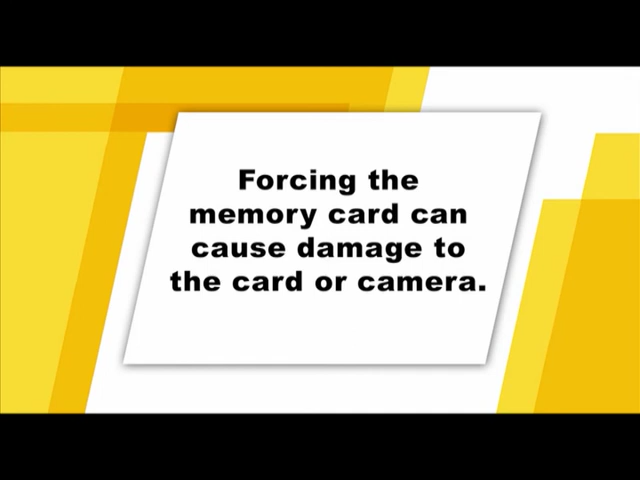 Forcing the
memory card can
cause damage to
the card or camera.